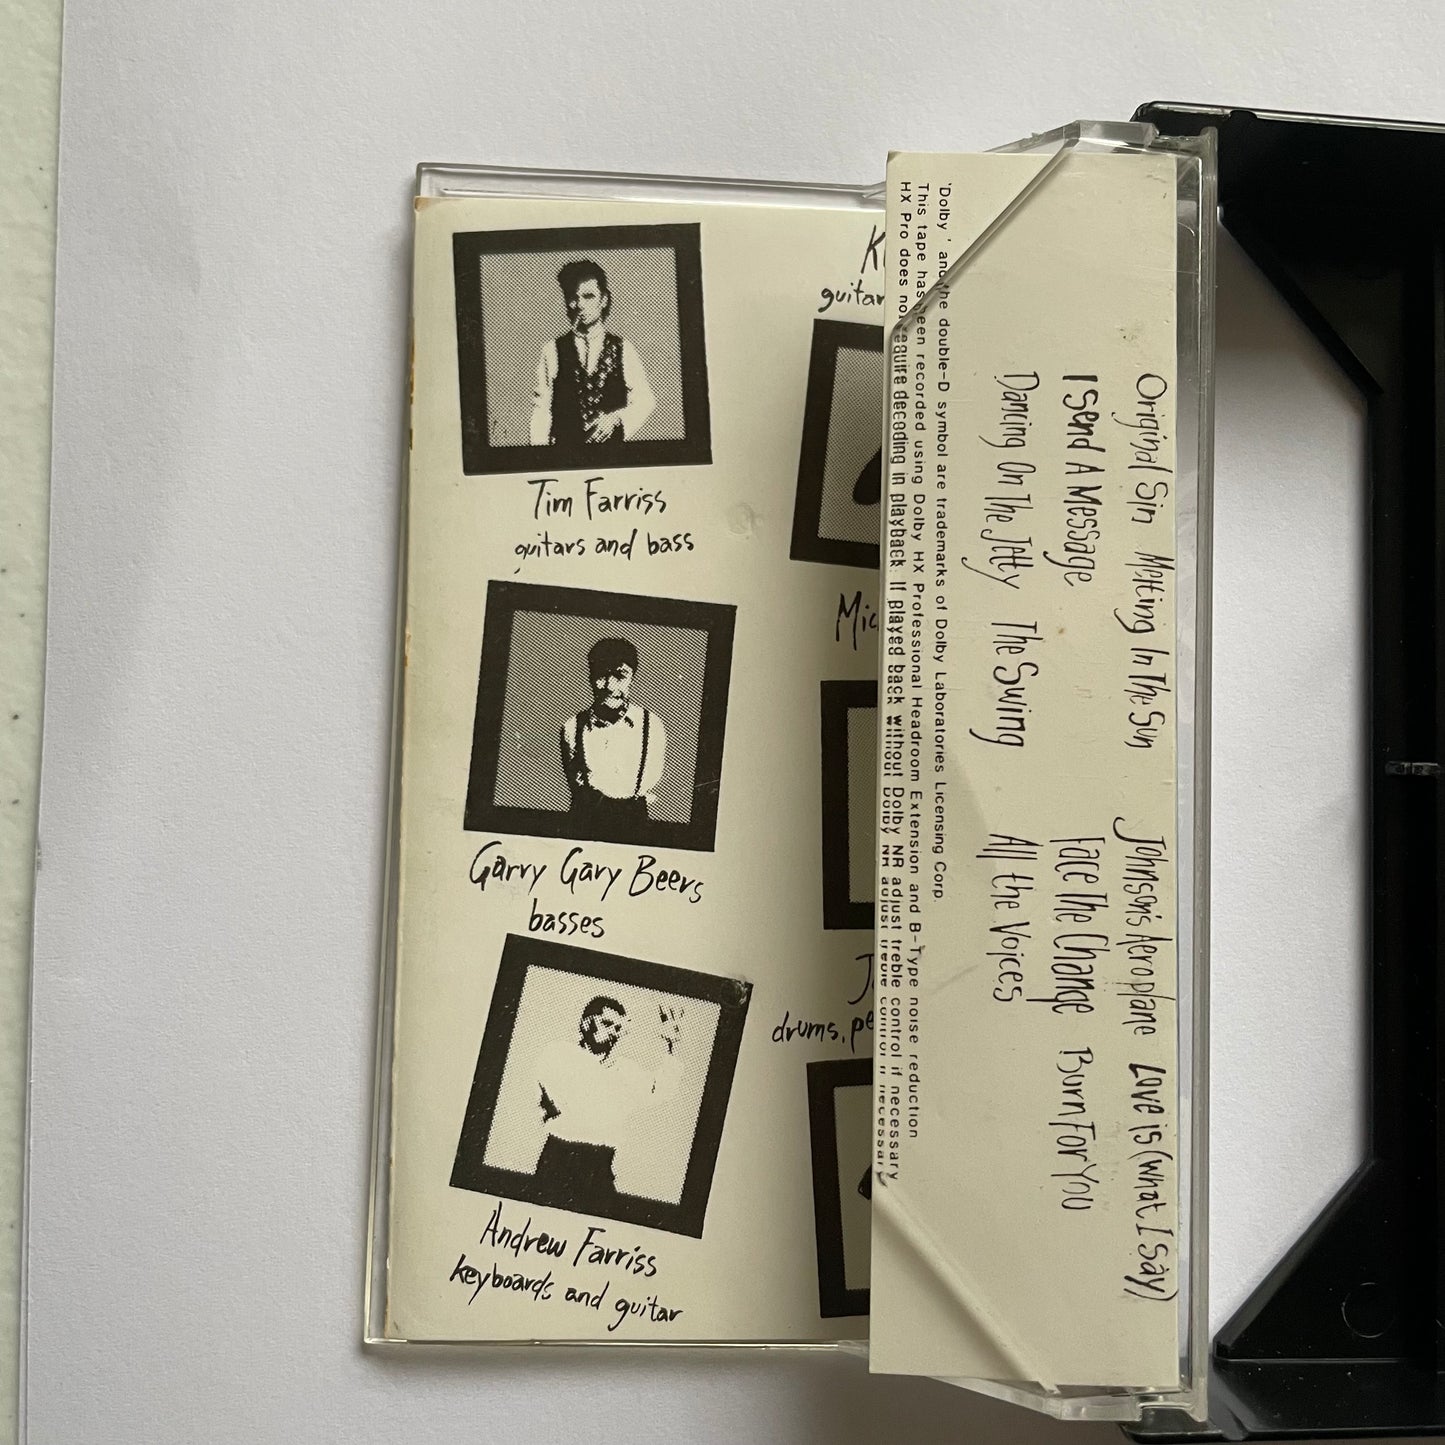 Tim Farriss
guitars and bass
Garry Gary Beers
basses
Andrew Farriss
keyboards and guitar
K
guitar
Mic
J
drums, pe
Original Sin Melting In The Sun
I Send A Message
Dancing On The Jetty The Swing
Johnson's Aeroplane Love is (what I say)
Face The Change Burn For You
All the Voices
'Dolby' and the double-D symbol are trademarks of Dolby Laboratories Licensing Corp.
This tape has been recorded using Dolby HX Professional Headroom Extension and B-Type noise reduction
HX Pro does not require decoding in playback. If played back without Dolby NR adjust treble control if necessary